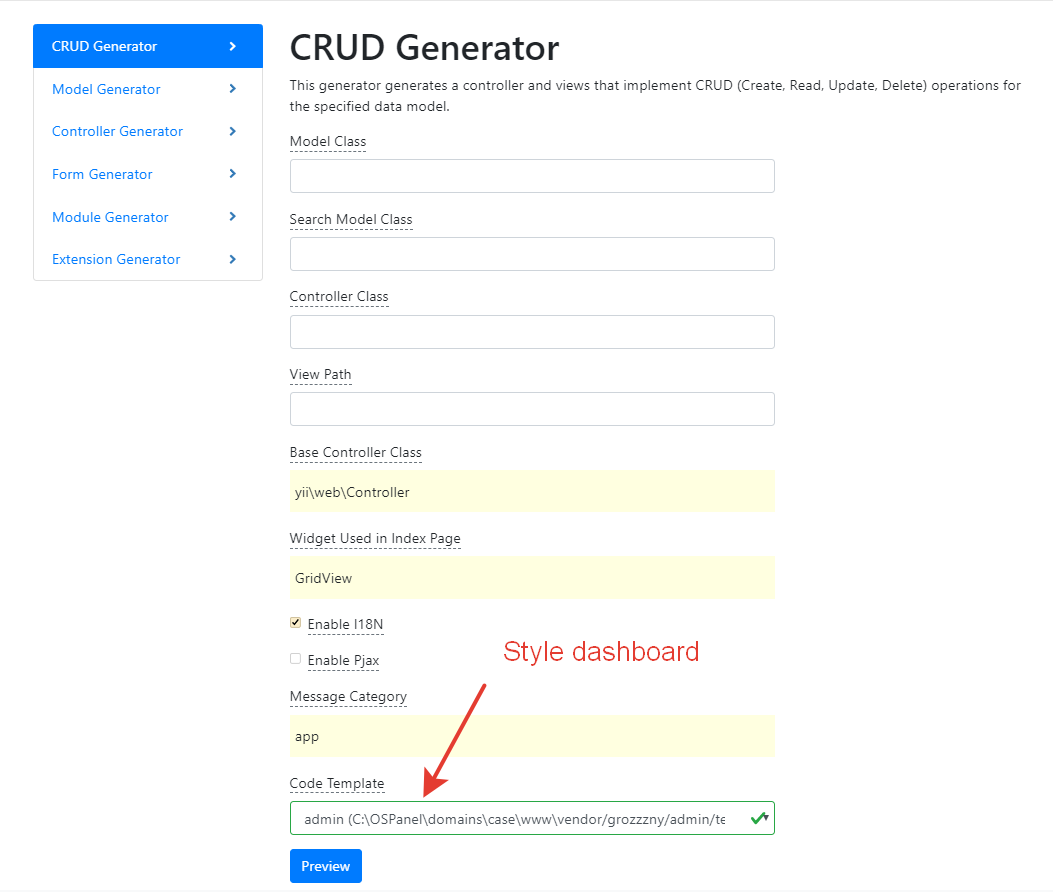 CRUD Generator
Model Generator
Controller Generator
Form Generator
Module Generator
Extension Generator
CRUD Generator
This generator generates a controller and views that implement CRUD (Create, Read, Update, Delete) operations for
the specified data model.
Model Class
Search Model Class
Controller Class
View Path
Base Controller Class
yii\web\Controller
Widget Used in Index Page
GridView
Enable I18N
Enable Pjax
Style dashboard
Message Category
app
Code Template
admin (C:\OSPanel\domains\case\www\vendor/grozzzny/admin/te
Preview